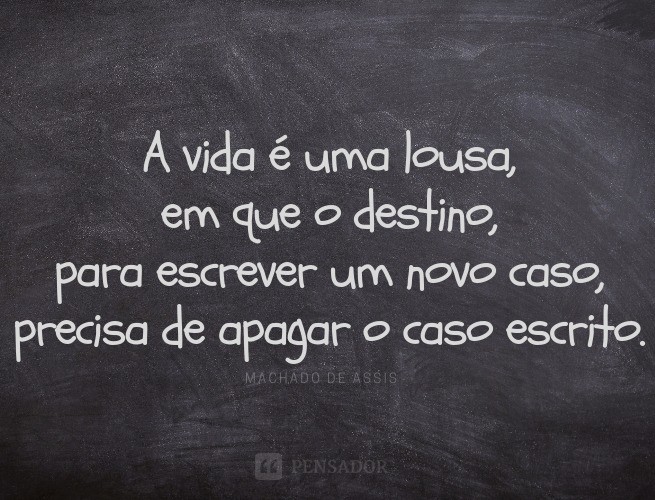 A vida é uma lousa,
em que o destino,
para escrever um novo caso,
precisa de apagar o caso escrito.
MACHADO DE ASSIS
PENSADOR